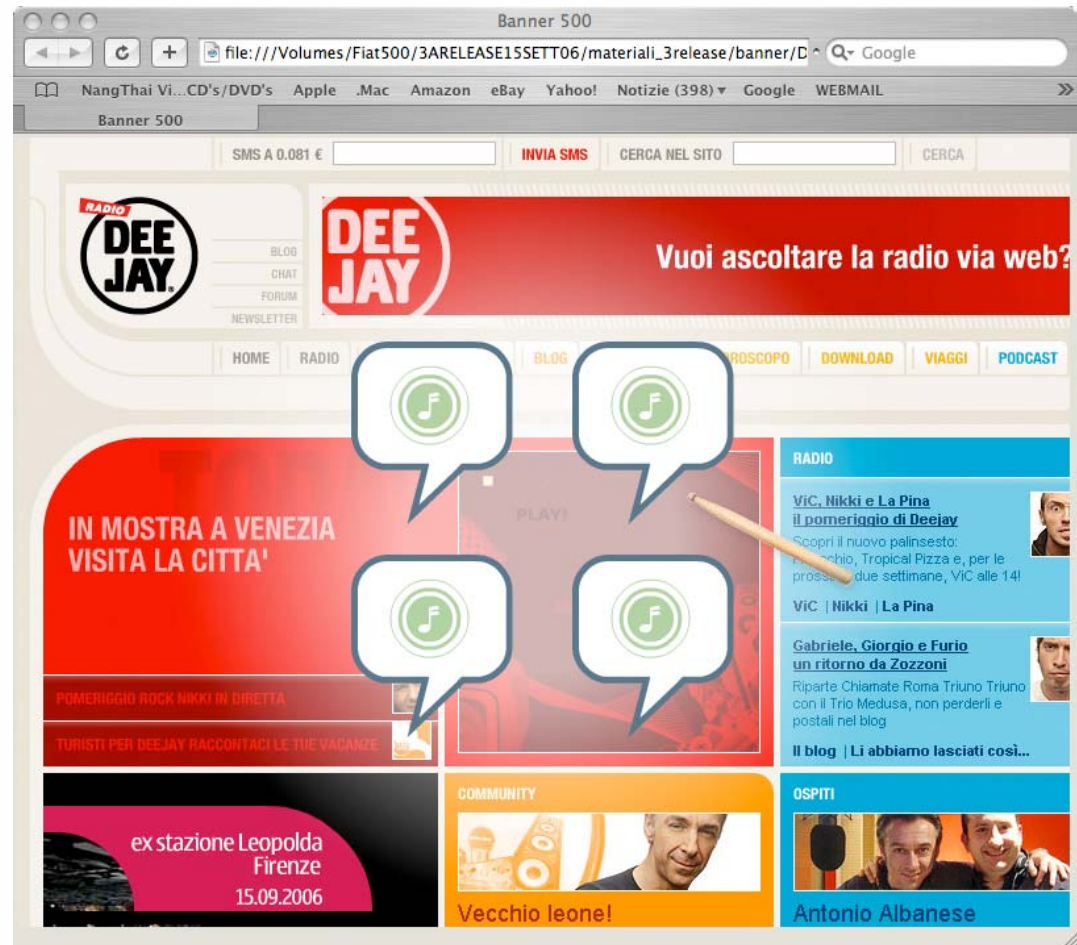 Banner 500
file:///Volumes/Fiat500/3ARELEASE15SETT06/materiali_3release/banner/D
Google
NangThai Vi...CD's/DVD's Apple .Mac Amazon eBay Yahoo! Notizie (398) Google WEBMAIL
Banner 500
SMS A 0.081 € INVIA SMS CERCA NEL SITO CERCA
RADIO
DEE
JAY.
BLOG
CHAT
FORUM
NEWSLETTER
DEE
JAY
Vuoi ascoltare la radio via web?
HOME RADIO BLOG OROSCOPO DOWNLOAD VIAGGI PODCAST
IN MOSTRA A VENEZIA
VISITA LA CITTA'
POMERIGGIO ROCK NIKKI IN DIRETTA
TURISTI PER DEEJAY RACCONTACI LE TUE VACANZE
PLAY!
RADIO
ViC, Nikki e La Pina
il pomeriggio di Deejay
Scopri il nuovo palinsesto:
Tropical Pizza e, per le
due settimane, ViC alle 14!
ViC | Nikki | La Pina
Gabriele, Giorgio e Furio
un ritorno da Zozzoni
Riparte Chiamate Roma Triuno Triuno
con il Trio Medusa, non perderli e
postali nel blog
Il blog | Li abbiamo lasciati così...
ex stazione Leopolda
Firenze
15.09.2006
COMMUNITY
Vecchio leone!
OSPITI
Antonio Albanese